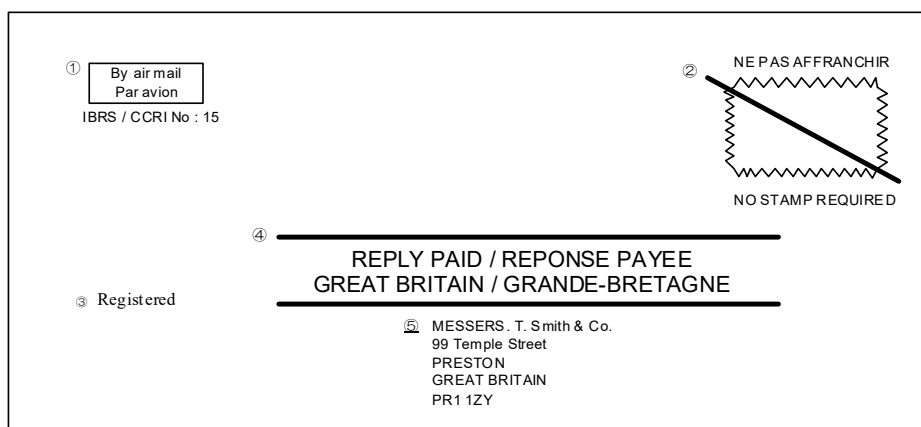 ①
By air mail
Par avion
IBRS / CCRI No : 15
②
NE PAS AFFRANCHIR
NO STAMP REQUIRED
④
REPLY PAID / REPONSE PAYEE
GREAT BRITAIN / GRANDE-BRETAGNE
③ Registered
⑤ MESSERS. T. Smith & Co.
99 Temple Street
PRESTON
GREAT BRITAIN
PR1 1ZY